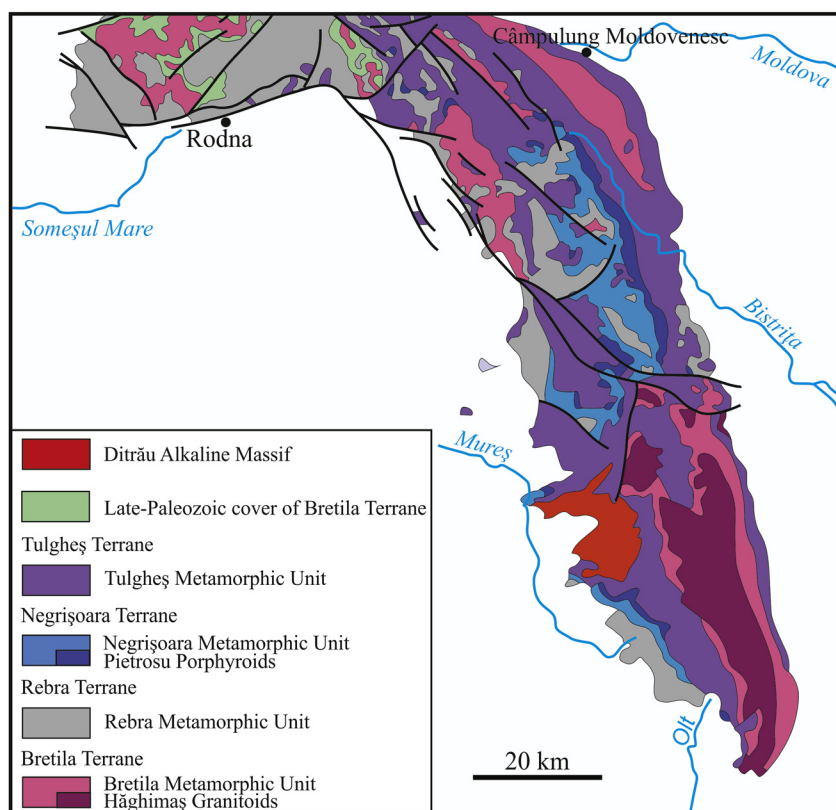 Câmpulung Moldovenesc
Moldova
Rodna
Someşul Mare
Bistriţa
Mureş
Ditrău Alkaline Massif
Late-Paleozoic cover of Bretila Terrane
Tulgheş Terrane
Tulgheş Metamorphic Unit
Negrişoara Terrane
Negrişoara Metamorphic Unit
Pietrosu Porphyroids
Rebra Terrane
Rebra Metamorphic Unit
Bretila Terrane
Bretila Metamorphic Unit
Hăghimaş Granitoids
Olt
20 km